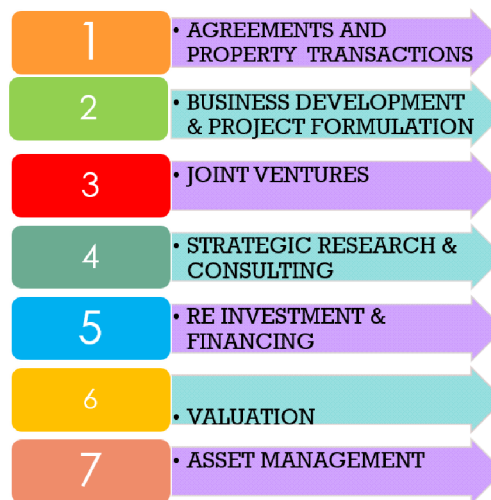 1
• AGREEMENTS AND
PROPERTY TRANSACTIONS
2
• BUSINESS DEVELOPMENT
& PROJECT FORMULATION
3
• JOINT VENTURES
4
• STRATEGIC RESEARCH &
CONSULTING
5
• RE INVESTMENT &
FINANCING
6
• VALUATION
7
• ASSET MANAGEMENT